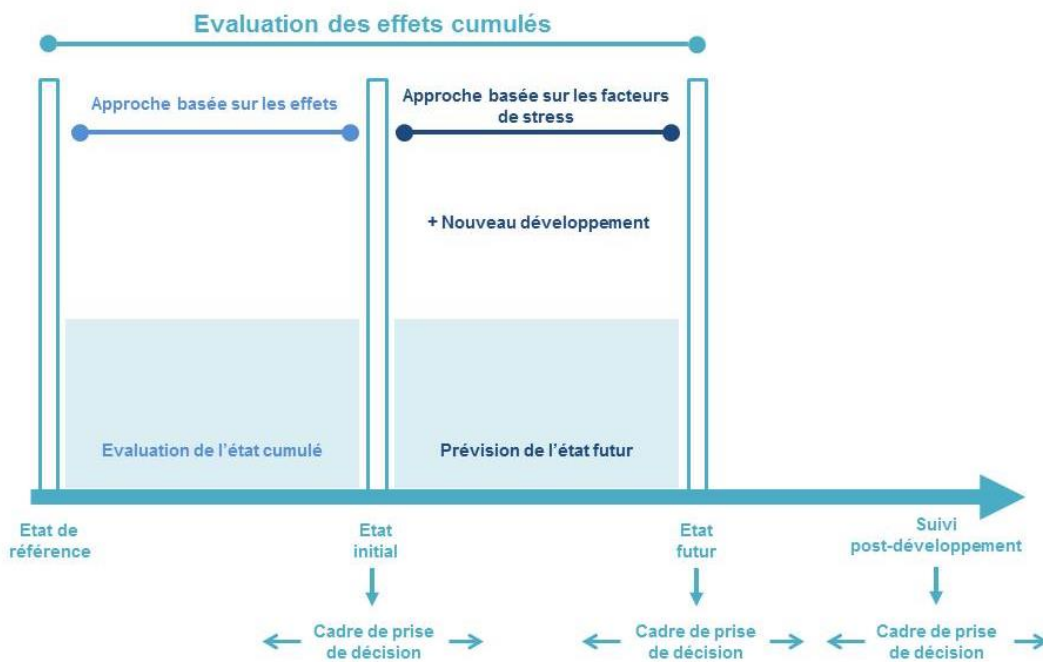 Evaluation des effets cumulés
Approche basée sur les effets
Approche basée sur les facteurs
de stress
+ Nouveau développement
Evaluation de l’état cumulé
Prévision de l’état futur
Etat de
référence
Etat
initial
Etat
futur
Suivi
post-développement
Cadre de prise
de décision
Cadre de prise
de décision
Cadre de prise
de décision